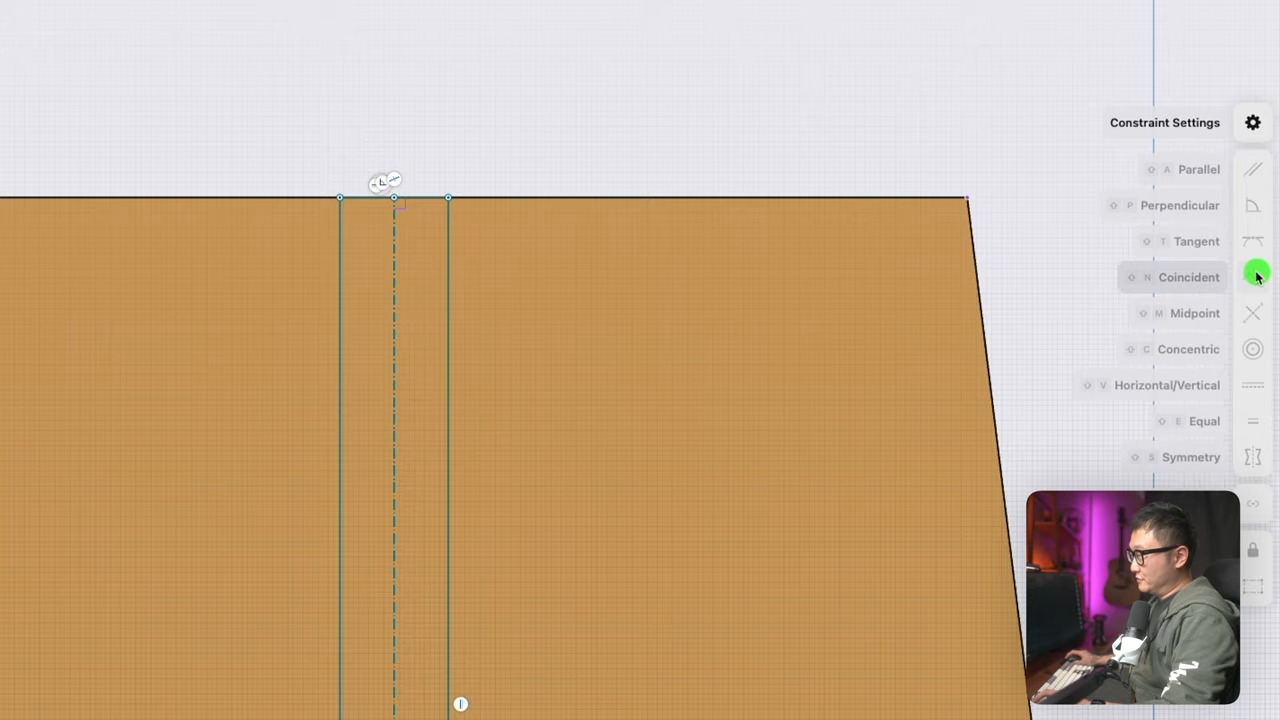 Constraint Settings
A Parallel
P Perpendicular
T Tangent
N Coincident
M Midpoint
C Concentric
V Horizontal/Vertical
E Equal
S Symmetry